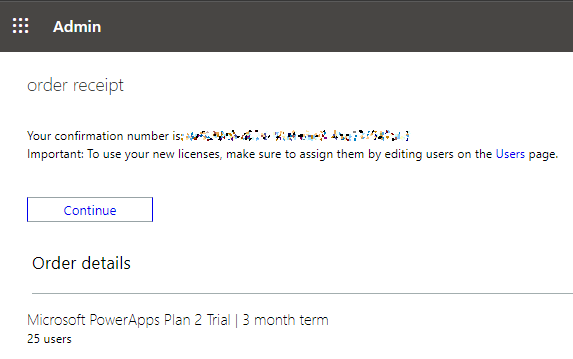 Admin
order receipt
Your confirmation number is:
Important: To use your new licenses, make sure to assign them by editing users on the Users page.
Continue
Order details
Microsoft PowerApps Plan 2 Trial | 3 month term
25 users